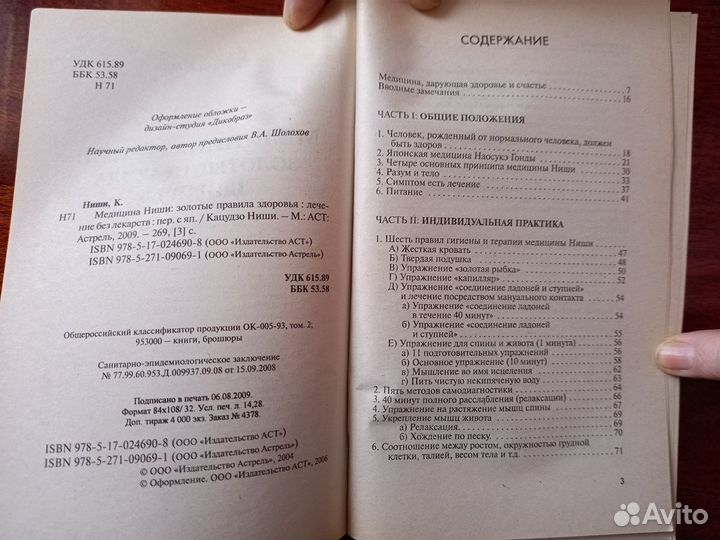 УДК 615.89
ББК 53.58
Н 71
Оформление обложки —
дизайн-студия «Дикобраз»
Научный редактор, автор предисловия В.А. Шолохов
Ниши, К.
Н71 Медицина Ниши: золотые правила здоровья : лече-
ние без лекарств : пер. с яп. / Кацудзо Ниши. – М.: АСТ:
Астрель, 2009. – 269, [3] с.
ISBN 978-5-17-024690-8 (ООО «Издательство АСТ»)
ISBN 978-5-271-09069-1 (ООО «Издательство Астрель»)
УДК 615.89
ББК 53.58
Общероссийский классификатор продукции ОК-005-93, том 2;
953000 – книги, брошюры
Санитарно-эпидемиологическое заключение
№ 77.99.60.953.Д.009937.09.08 от 15.09.2008
Подписано в печать 06.08.2009.
Формат 84х108/ 32. Усл. печ. л. 14,28.
Доп. тираж 4 000 экз. Заказ № 4378.
ISBN 978-5-17-024690-8 (ООО «Издательство АСТ»)
ISBN 978-5-271-09069-1 (ООО «Издательство Астрель»)
© ООО «Издательство Астрель», 2004
© Оформление. ООО «Издательство АСТ», 2006
СОДЕРЖАНИЕ
Медицина, дарующая здоровье и счастье 7
Вводные замечания 16
ЧАСТЬ I: ОБЩИЕ ПОЛОЖЕНИЯ
1. Человек, рожденный от нормального человека, должен
быть здоров 18
2. Японская медицина Наосукэ Гонды 21
3. Четыре основных принципа медицины Ниши 30
4. Разум и тело 33
5. Симптом есть лечение 37
6. Питание 41
ЧАСТЬ II: ИНДИВИДУАЛЬНАЯ ПРАКТИКА
1. Шесть правил гигиены и терапии медицины Ниши 47
А) Жесткая кровать 47
Б) Твердая подушка 48
В) Упражнение «золотая рыбка» 50
Г) Упражнение «капилляр» 52
Д) Упражнение «соединение ладоней и ступней»
и лечение посредством мануального контакта 54
а) Упражнение «соединение ладоней
в течение 40 минут» 54
б) Упражнение «соединение ладоней
и ступней» 55
Е) Упражнение для спины и живота (1 минута) 56
а) 11 подготовительных упражнений 56
б) Основное упражнение (10 минут) 58
в) Мышление во имя исцеления 62
г) Пить чистую некипяченую воду 63
2. Пять методов самодиагностики 64
3. 40 минут полного расслабления (релаксации) 66
4. Упражнение на растяжение мышц спины 67
5. Укрепление мышц живота 69
а) Релаксация. 69
б) Хождение по песку. 70
6. Соотношение между ростом, окружностью грудной
клетки, талией, весом тела и т.д. 71
3
Avito